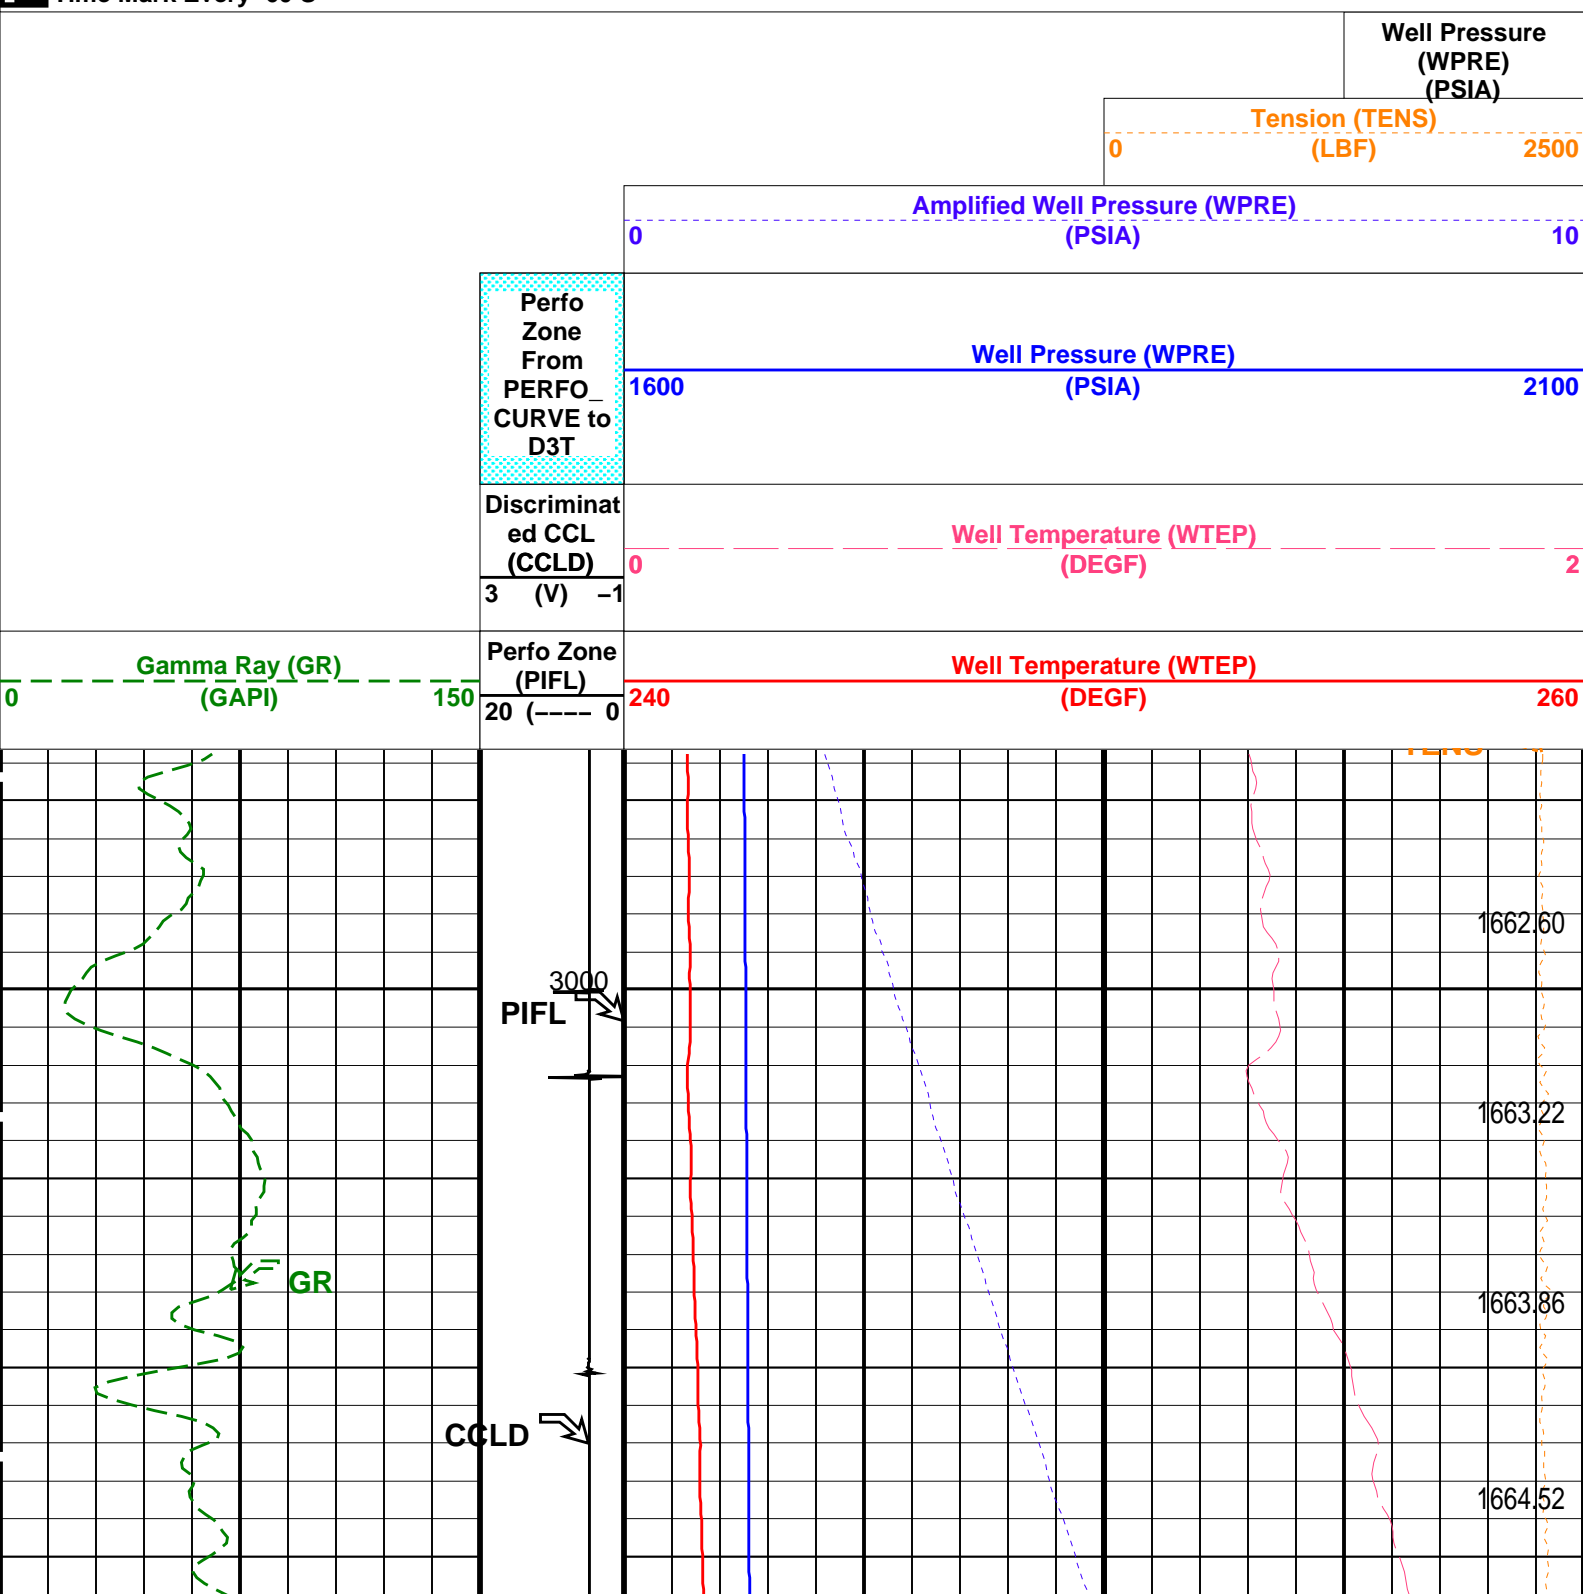 Well Pressure
(WPRE)
(PSIA)
Tension (TENS)
0 (LBF) 2500
Amplified Well Pressure (WPRE)
0 (PSIA) 10
Perfo
Zone
From
PERFO_
CURVE to
D3T
Well Pressure (WPRE)
1600 (PSIA) 2100
Discriminat
ed CCL
(CCLD)
3 (V) −1
Well Temperature (WTEP)
0 (DEGF) 2
Gamma Ray (GR)
0 (GAPI) 150
Perfo Zone
(PIFL)
20 (−−−− 0
Well Temperature (WTEP)
240 (DEGF) 260
TENS
1662.60
3000
PIFL
1663.22
GR
1663.86
CCLD
1664.52